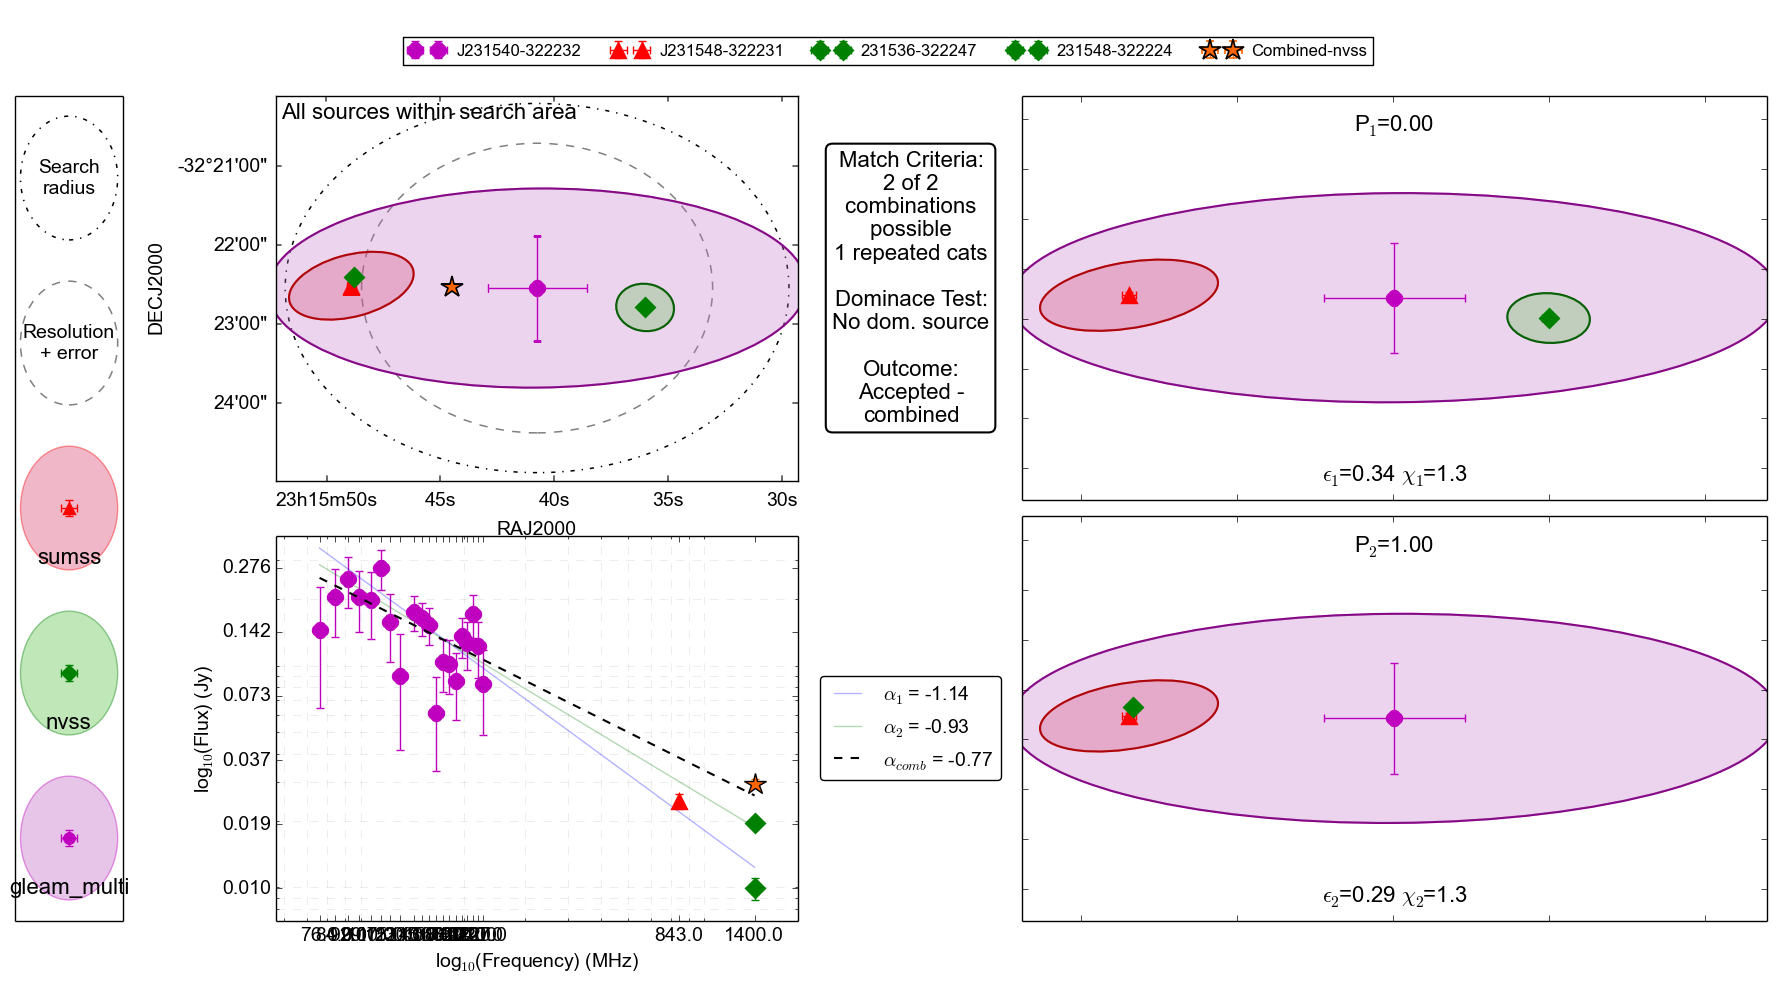 J231540-322232 J231548-322231 231536-322247 231548-322224 Combined-nvss
Search
radius
Resolution
+ error
sumss
nvss
gleam_multi
All sources within search area
-32°21'00"
22'00"
23'00"
24'00"
DECJ2000
23h15m50s 45s 40s 35s 30s
RAJ2000
Match Criteria:
2 of 2
combinations
possible
1 repeated cats
Dominace Test:
No dom. source
Outcome:
Accepted -
combined
P1=0.00
ϵ1=0.34 χ1=1.3
P2=1.00
ϵ2=0.29 χ2=1.3
0.276
0.142
0.073
0.037
0.019
0.010
log10(Flux) (Jy)
843.0 1400.0
log10(Frequency) (MHz)
α1 = -1.14
α2 = -0.93
αcomb = -0.77